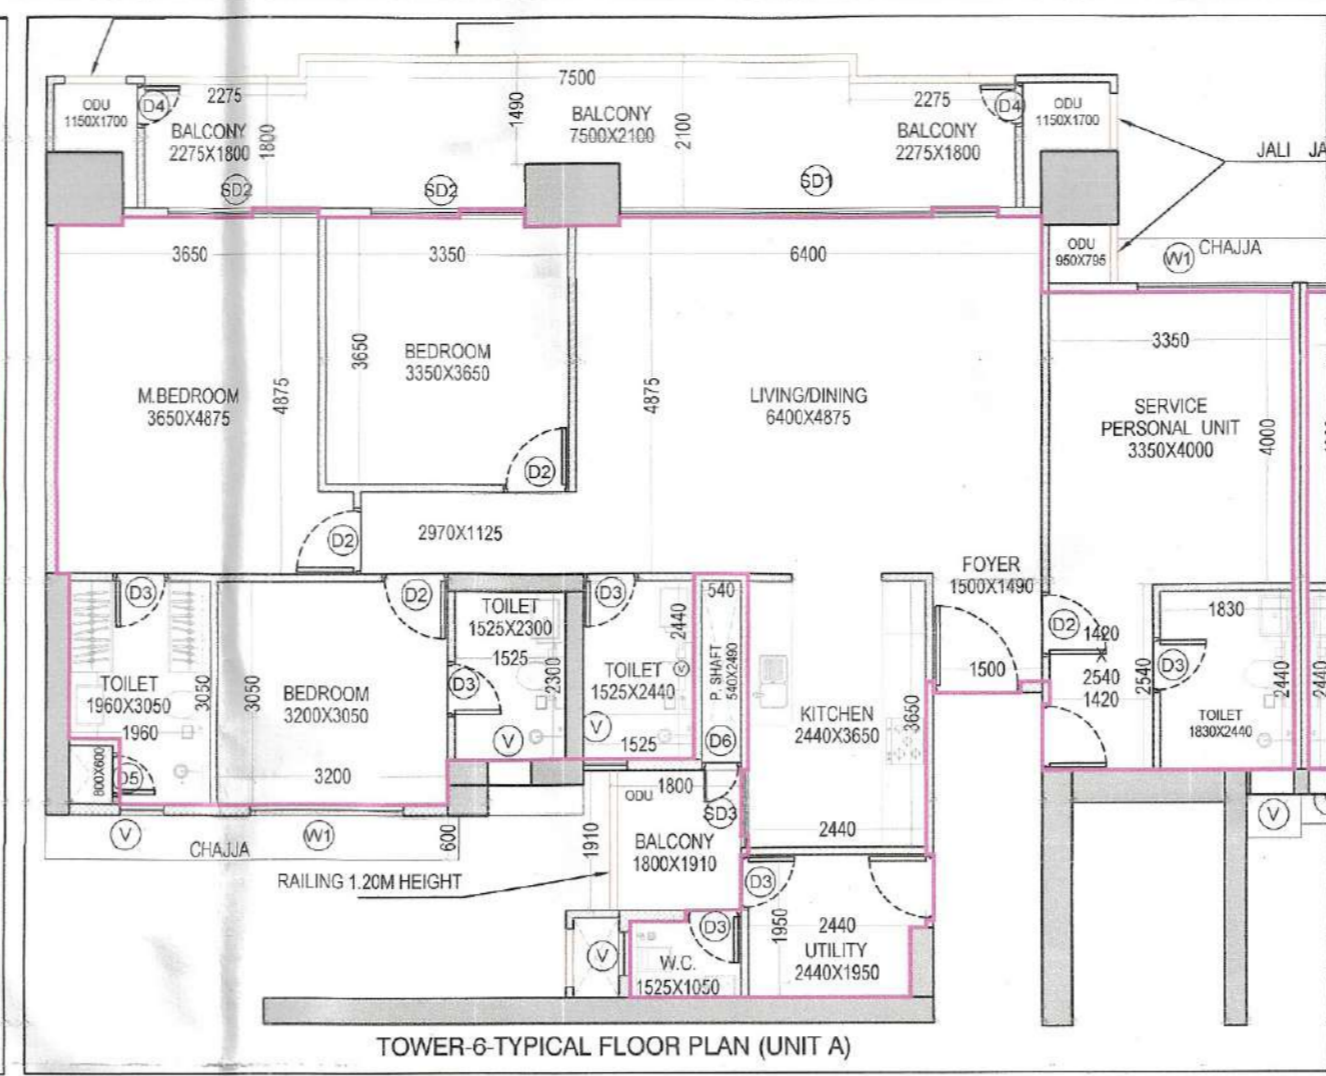 7500
2275
2275
ODU
1150X1700
D4
BALCONY
2275X1800
1800
1490
BALCONY
7500X2100
2100
BALCONY
2275X1800
D4
ODU
1150X1700
JALI JA
SD2
SD2
SD1
3650
3350
6400
ODU
950X795
W1
CHAJJA
3350
M.BEDROOM
3650X4875
4875
3650
BEDROOM
3350X3650
4875
LIVING/DINING
6400X4875
SERVICE
PERSONAL UNIT
3350X4000
4000
D2
D2
2970X1125
FOYER
1500X1490
D3
D2
TOILET
1525X2300
1525
2300
D3
D3
2440
TOILET
1525X2440
V
1525
V
V
540
P. SHAFT
540X2490
D6
1500
D2
1420
X
2540
1420
2540
1830
D3
TOILET
1830X2440
2440
2440
TOILET
1960X3050
1960
3050
3050
BEDROOM
3200X3050
3200
KITCHEN
2440X3650
3650
2440
800X600
D5
V
CHAJJA
W1
600
ODU
1800
SD3
1910
BALCONY
1800X1910
V
RAILING 1.20M HEIGHT
D3
1950
2440
UTILITY
2440X1950
D3
V
W.C.
1525X1050
TOWER-6-TYPICAL FLOOR PLAN (UNIT A)